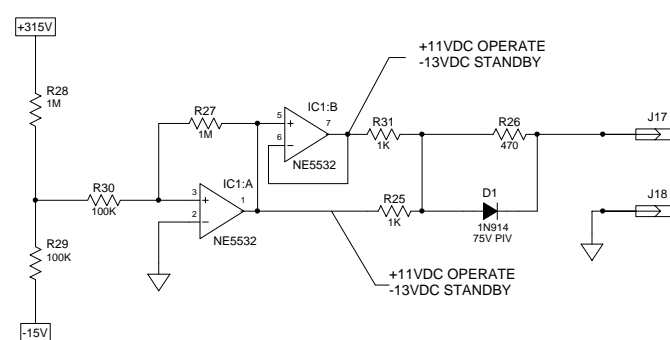 +315V
R28
1M
R29
100K
-15V
R30
100K
R27
1M
3
2
+
-
1
IC1:A
NE5532
5
6
+
-
7
IC1:B
NE5532
+11VDC OPERATE
-13VDC STANDBY
R31
1K
R25
1K
R26
470
D1
1N914
75V PIV
J17
J18
+11VDC OPERATE
-13VDC STANDBY